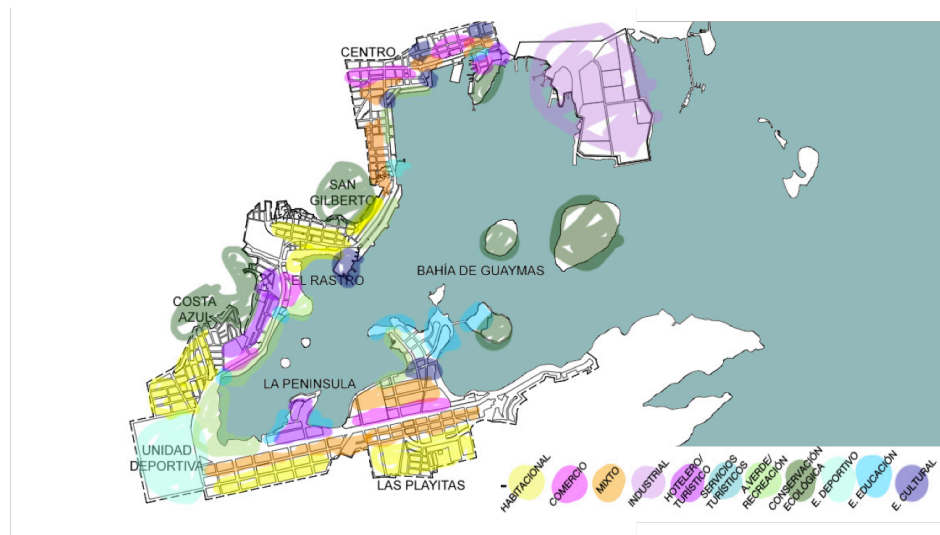 CENTRO
SAN
GILBERTO
BAHÍA DE GUAYMAS
EL RASTRO
COSTA
AZUL
LA PENINSULA
UNIDAD
DEPORTIVA
LAS PLAYITAS
HABITACIONAL
COMERCIO
MIXTO
INDUSTRIAL
HOTELERO/
TURÍSTICO
SERVICIOS
TURÍSTICOS
A.VERDE/
RECREACIÓN
CONSERVACIÓN
ECOLÓGICA
E. DEPORTIVO
E. EDUCACIÓN
E. CULTURAL